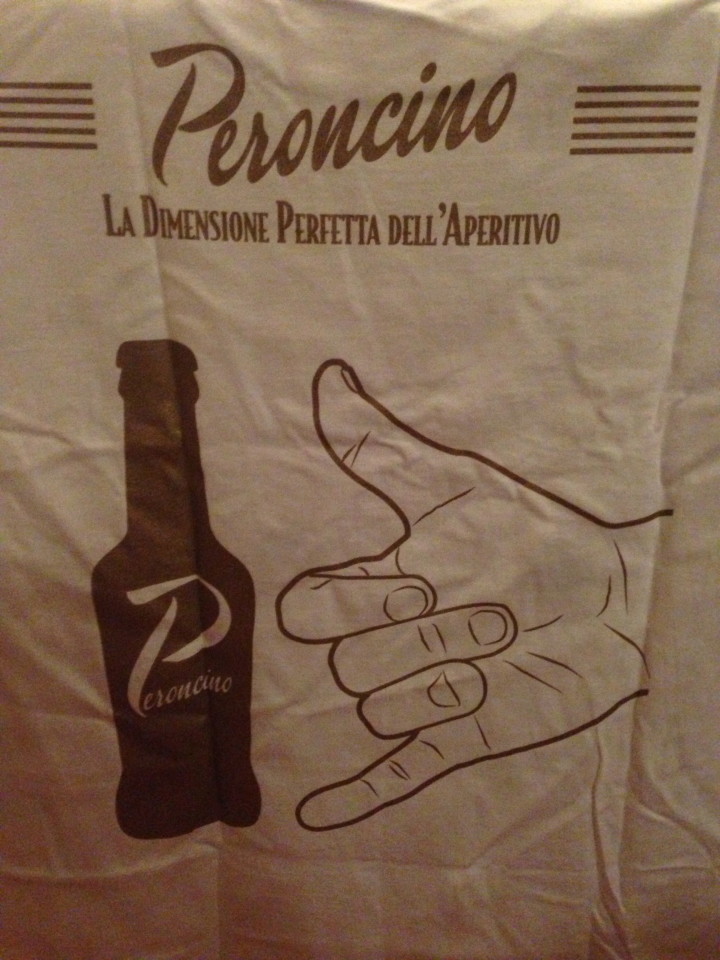 Peroncino
La Dimensione Perfetta dell'Aperitivo
Peroncino